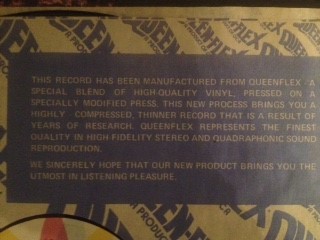 QUEENFLEX QUEEN
THIS RECORD HAS BEEN MANUFACTURED FROM QUEENFLEX - A
SPECIAL BLEND OF HIGH-QUALITY VINYL, PRESSED ON A
SPECIALLY MODIFIED PRESS. THIS NEW PROCESS BRINGS YOU A
HIGHLY COMPRESSED, THINNER RECORD THAT IS A RESULT OF
YEARS OF RESEARCH. QUEENFLEX REPRESENTS THE FINEST
QUALITY IN HIGH-FIDELITY STEREO AND QUADRAPHONIC SOUND
REPRODUCTION.
WE SINCERELY HOPE THAT OUR NEW PRODUCT BRINGS YOU THE
UTMOST IN LISTENING PLEASURE.